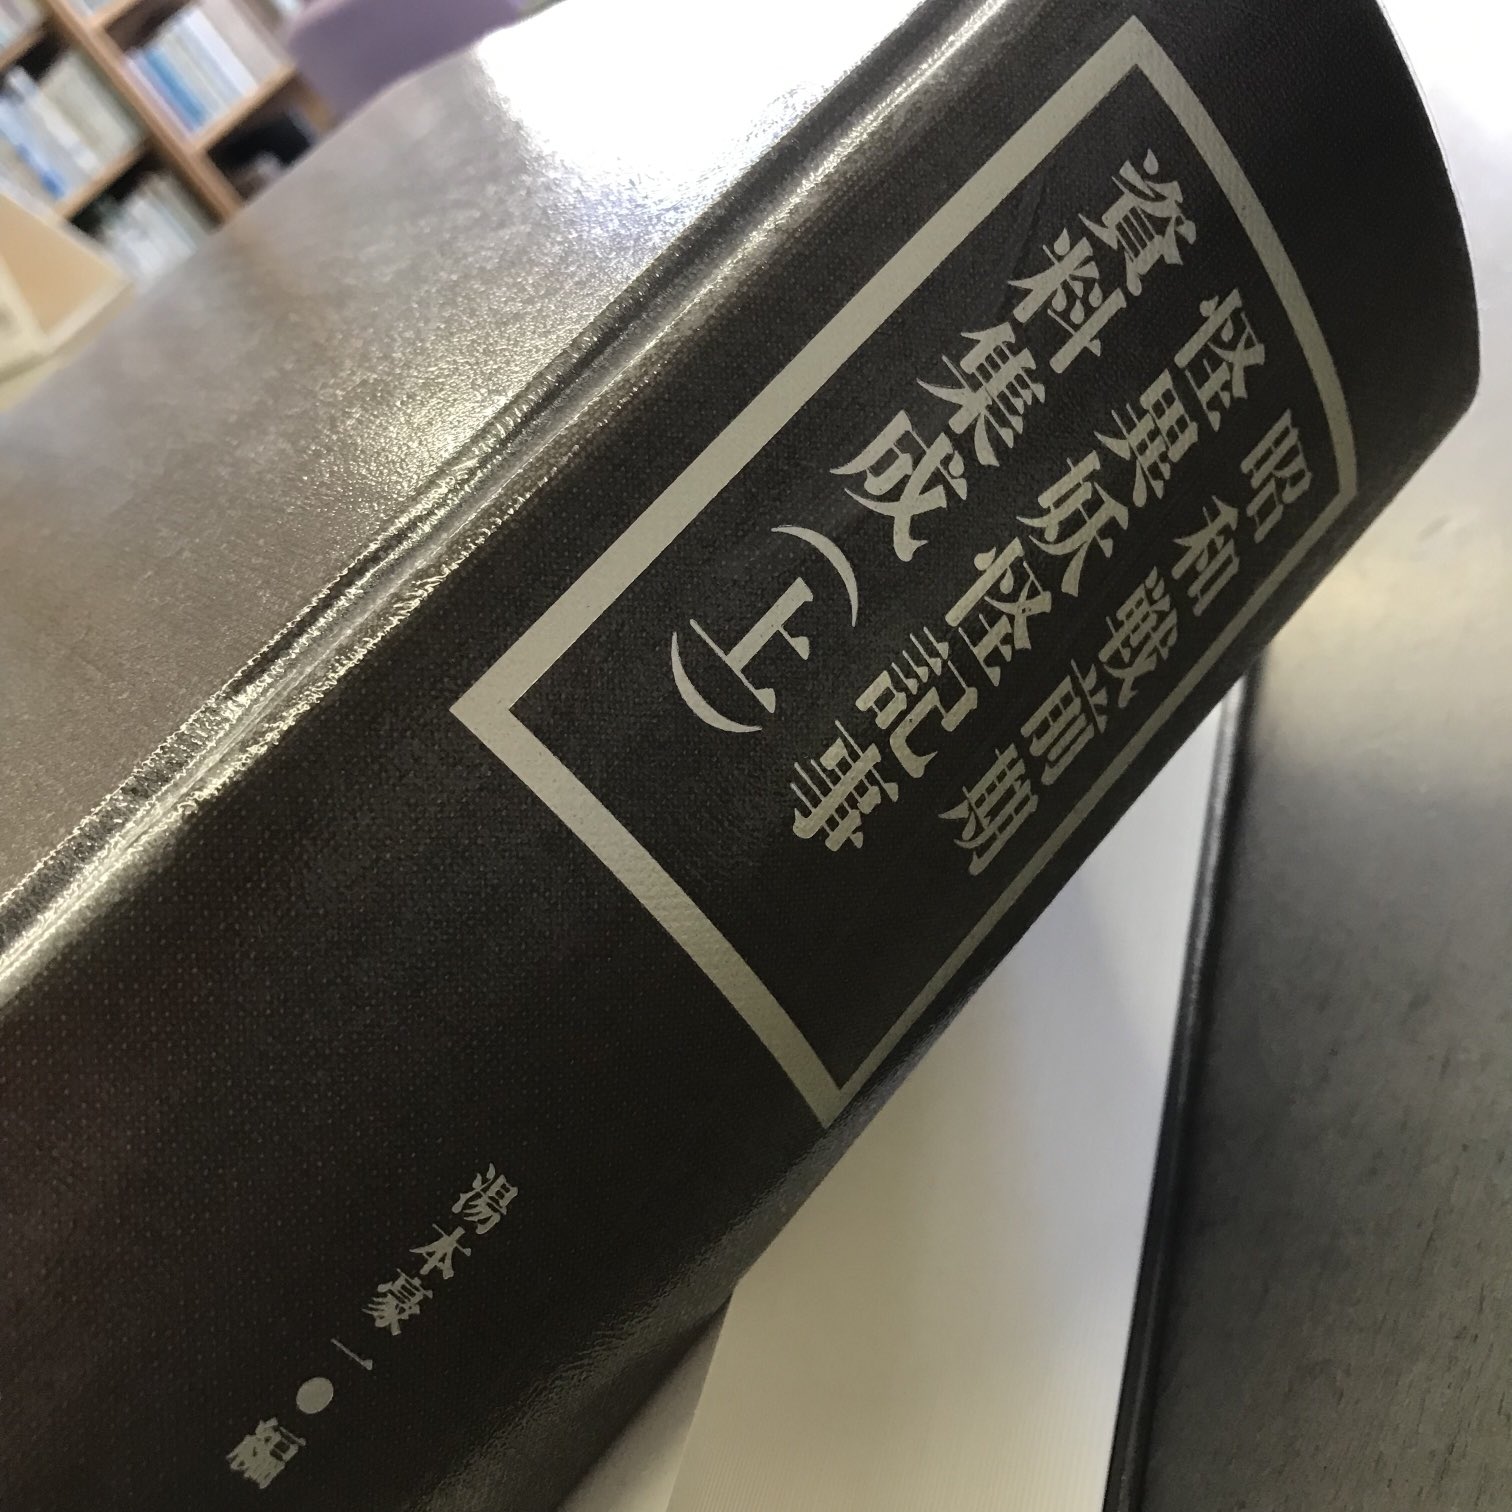 昭和戦前期
怪異妖怪記事
資料集成(上)
湯本豪一●編